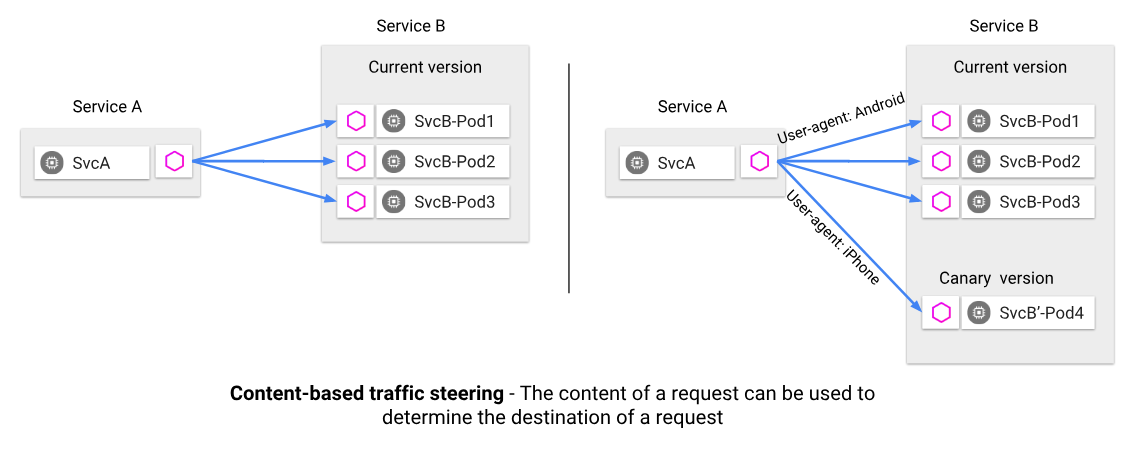 Service B
Current version
Service A
SvcA
SvcB-Pod1
SvcB-Pod2
SvcB-Pod3
Service B
Current version
Service A
SvcA
User-agent: Android
User-agent: iPhone
SvcB-Pod1
SvcB-Pod2
SvcB-Pod3
Canary version
SvcB’-Pod4
Content-based traffic steering - The content of a request can be used to
determine the destination of a request